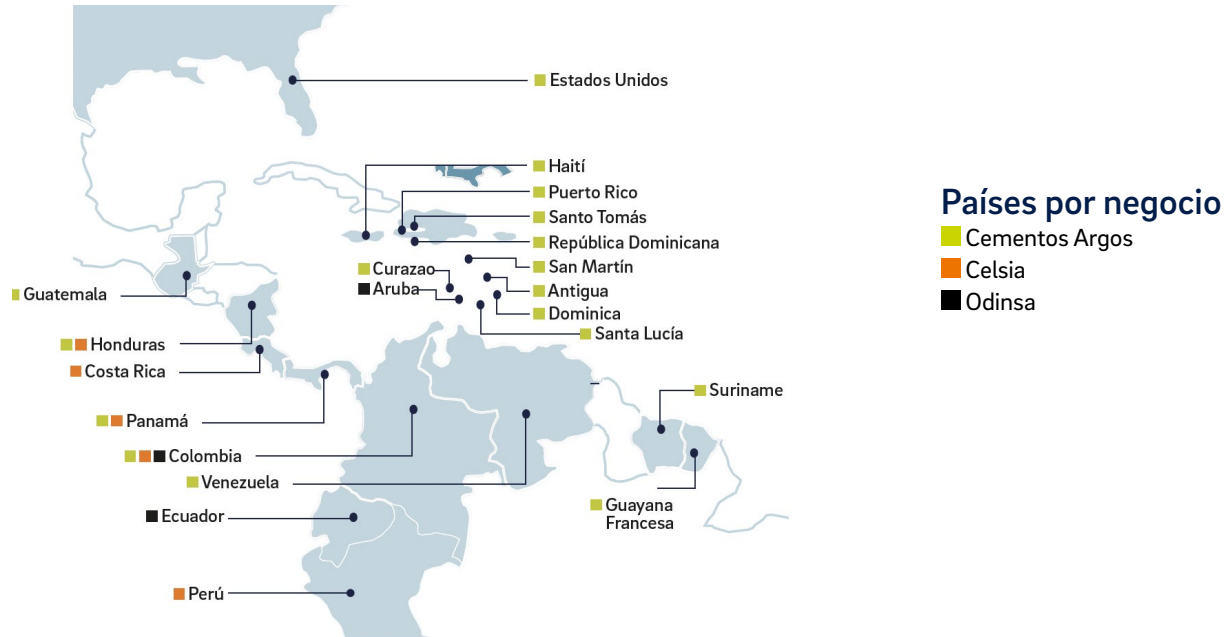 Estados Unidos
Haití
Puerto Rico
Santo Tomás
República Dominicana
San Martín
Antigua
Dominica
Santa Lucía
Curazao
Aruba
Guatemala
Honduras
Costa Rica
Panamá
Colombia
Venezuela
Ecuador
Perú
Suriname
Guayana
Francesa
Países por negocio
Cementos Argos
Celsia
Odinsa